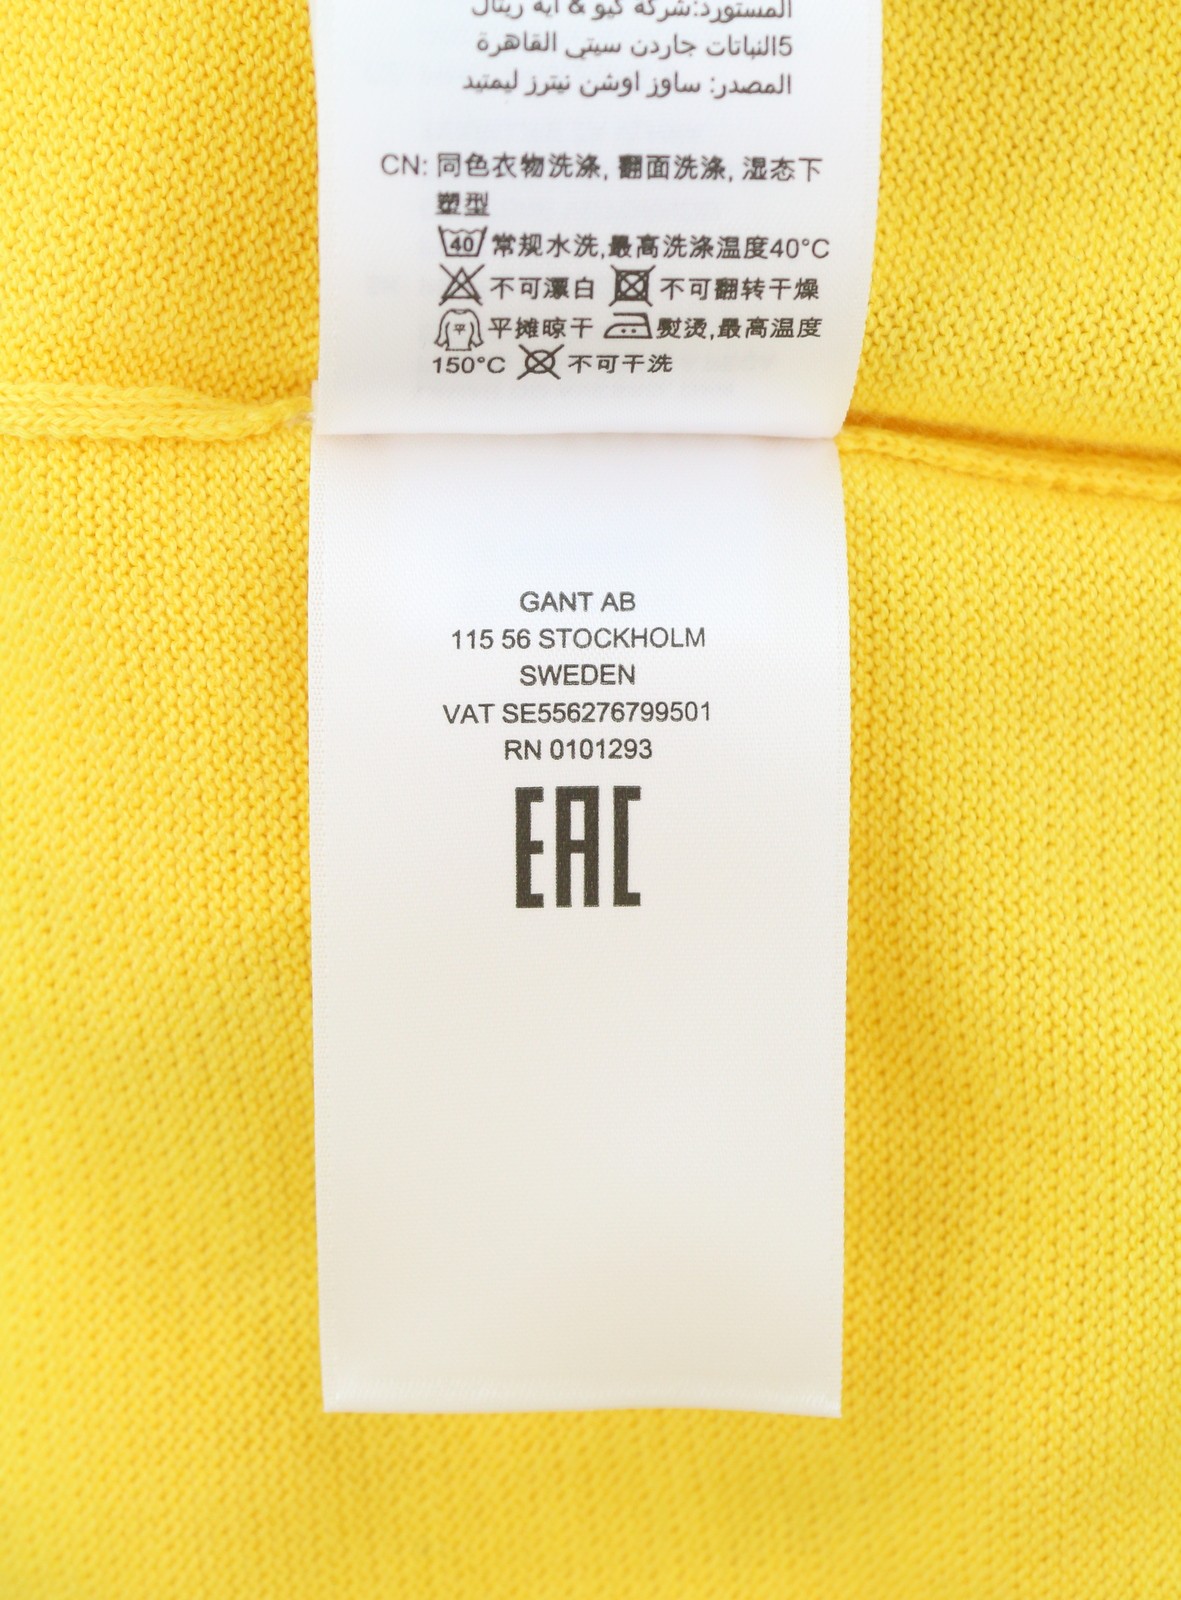 المستورد:شركة كيو & ايه ريتال
5النباتات جاردن سيتي القاهرة
المصدر: ساوز اوشن نيترز ليمتيد
CN: 同色衣物洗涤, 翻面洗涤, 湿态下
塑型
40 常规水洗,最高洗涤温度40°C
不可漂白 不可翻转干燥
平 平摊晾干 熨烫,最高温度
150°C 不可干洗
GANT AB
115 56 STOCKHOLM
SWEDEN
VAT SE556276799501
RN 0101293
EAC